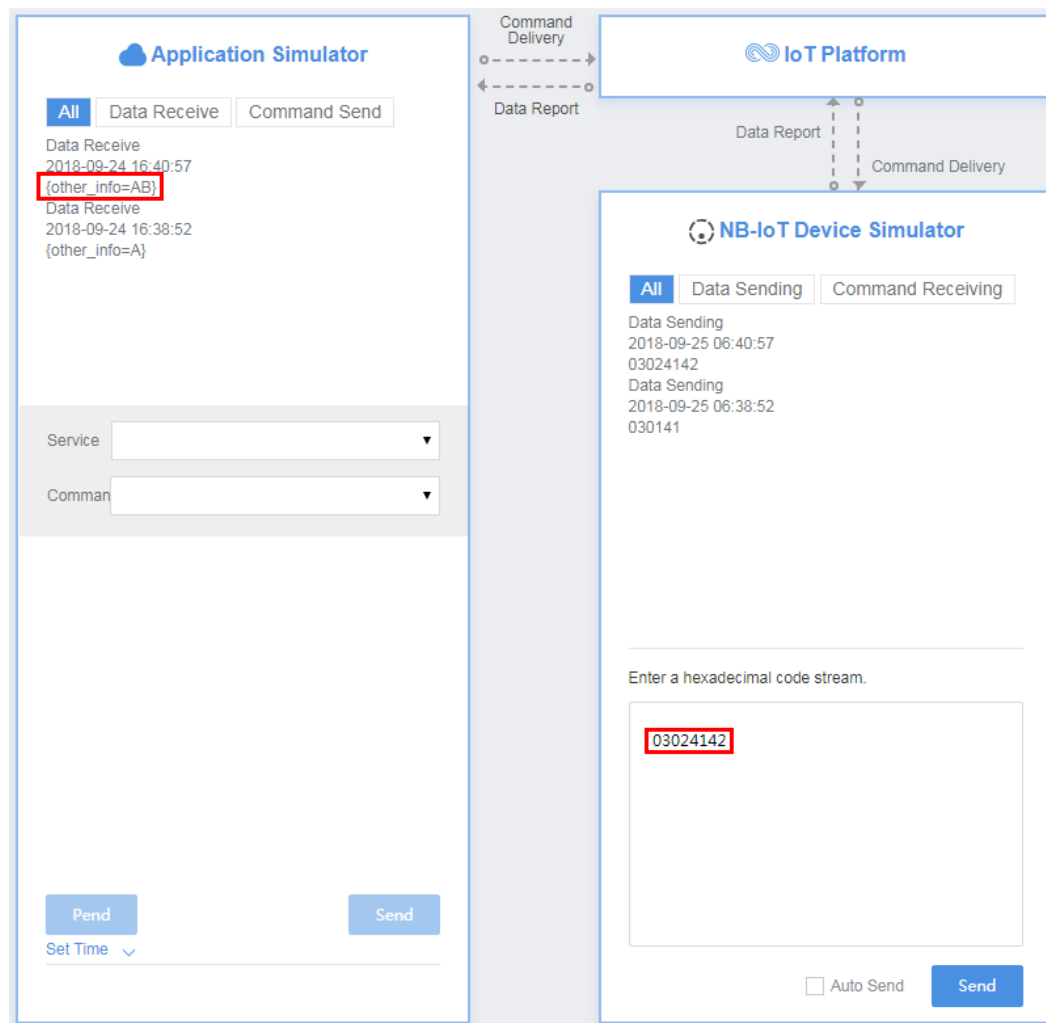 Application Simulator
All Data Receive Command Send
Data Receive
2018-09-24 16:40:57
{other_info=AB}
Data Receive
2018-09-24 16:38:52
{other_info=A}
Service
Comman
Pend Send
Set Time
Command
Delivery
Data Report
IoT Platform
Data Report
Command Delivery
NB-IoT Device Simulator
All Data Sending Command Receiving
Data Sending
2018-09-25 06:40:57
03024142
Data Sending
2018-09-25 06:38:52
030141
Enter a hexadecimal code stream.
03024142
Auto Send Send